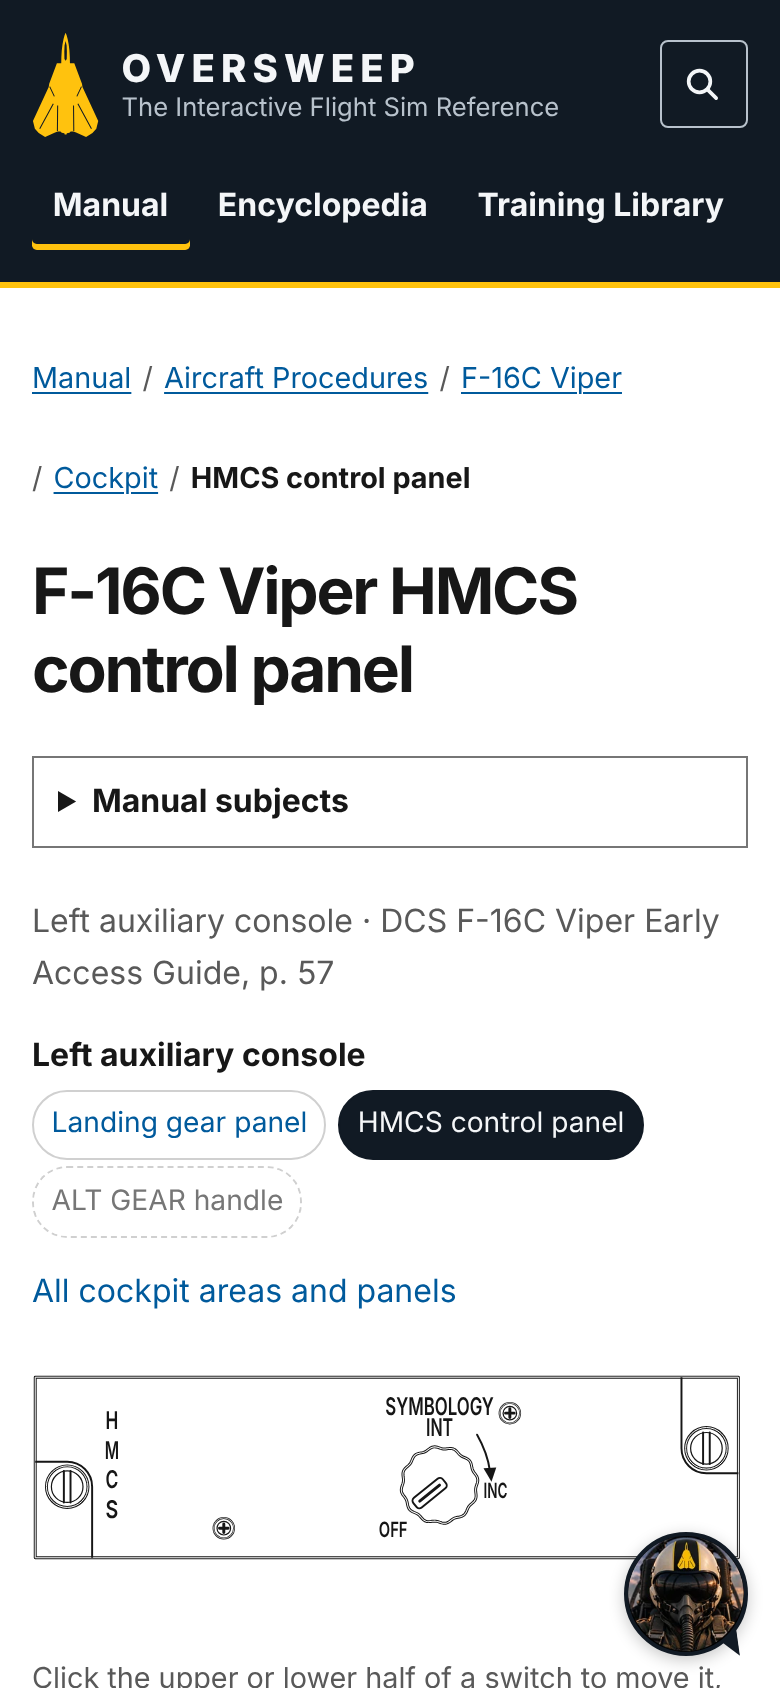 OVERSWEEP
The Interactive Flight Sim Reference
Manual Encyclopedia Training Library
Manual / Aircraft Procedures / F-16C Viper
/ Cockpit / HMCS control panel
F-16C Viper HMCS
control panel
Manual subjects
Left auxiliary console · DCS F-16C Viper Early
Access Guide, p. 57
Left auxiliary console
Landing gear panel HMCS control panel
ALT GEAR handle
All cockpit areas and panels
H
M
C
S
SYMBOLOGY
INT
INC
OFF
Click the upper or lower half of a switch to move it,